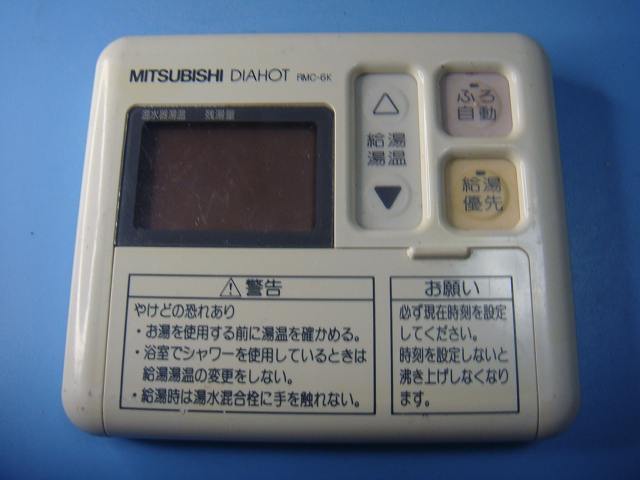 MITSUBISHI DIAHOT RMC-6K
温水器湯温 残湯量
△
給湯
湯温
▼
ふろ
自動
給湯
優先
⚠警告
やけどの恐れあり
・お湯を使用する前に湯温を確かめる。
・浴室でシャワーを使用しているときは
給湯湯温の変更をしない。
・給湯時は湯水混合栓に手を触れない。
お願い
必ず現在時刻を設定
してください。
時刻を設定しないと
沸き上げしなくなり
ます。